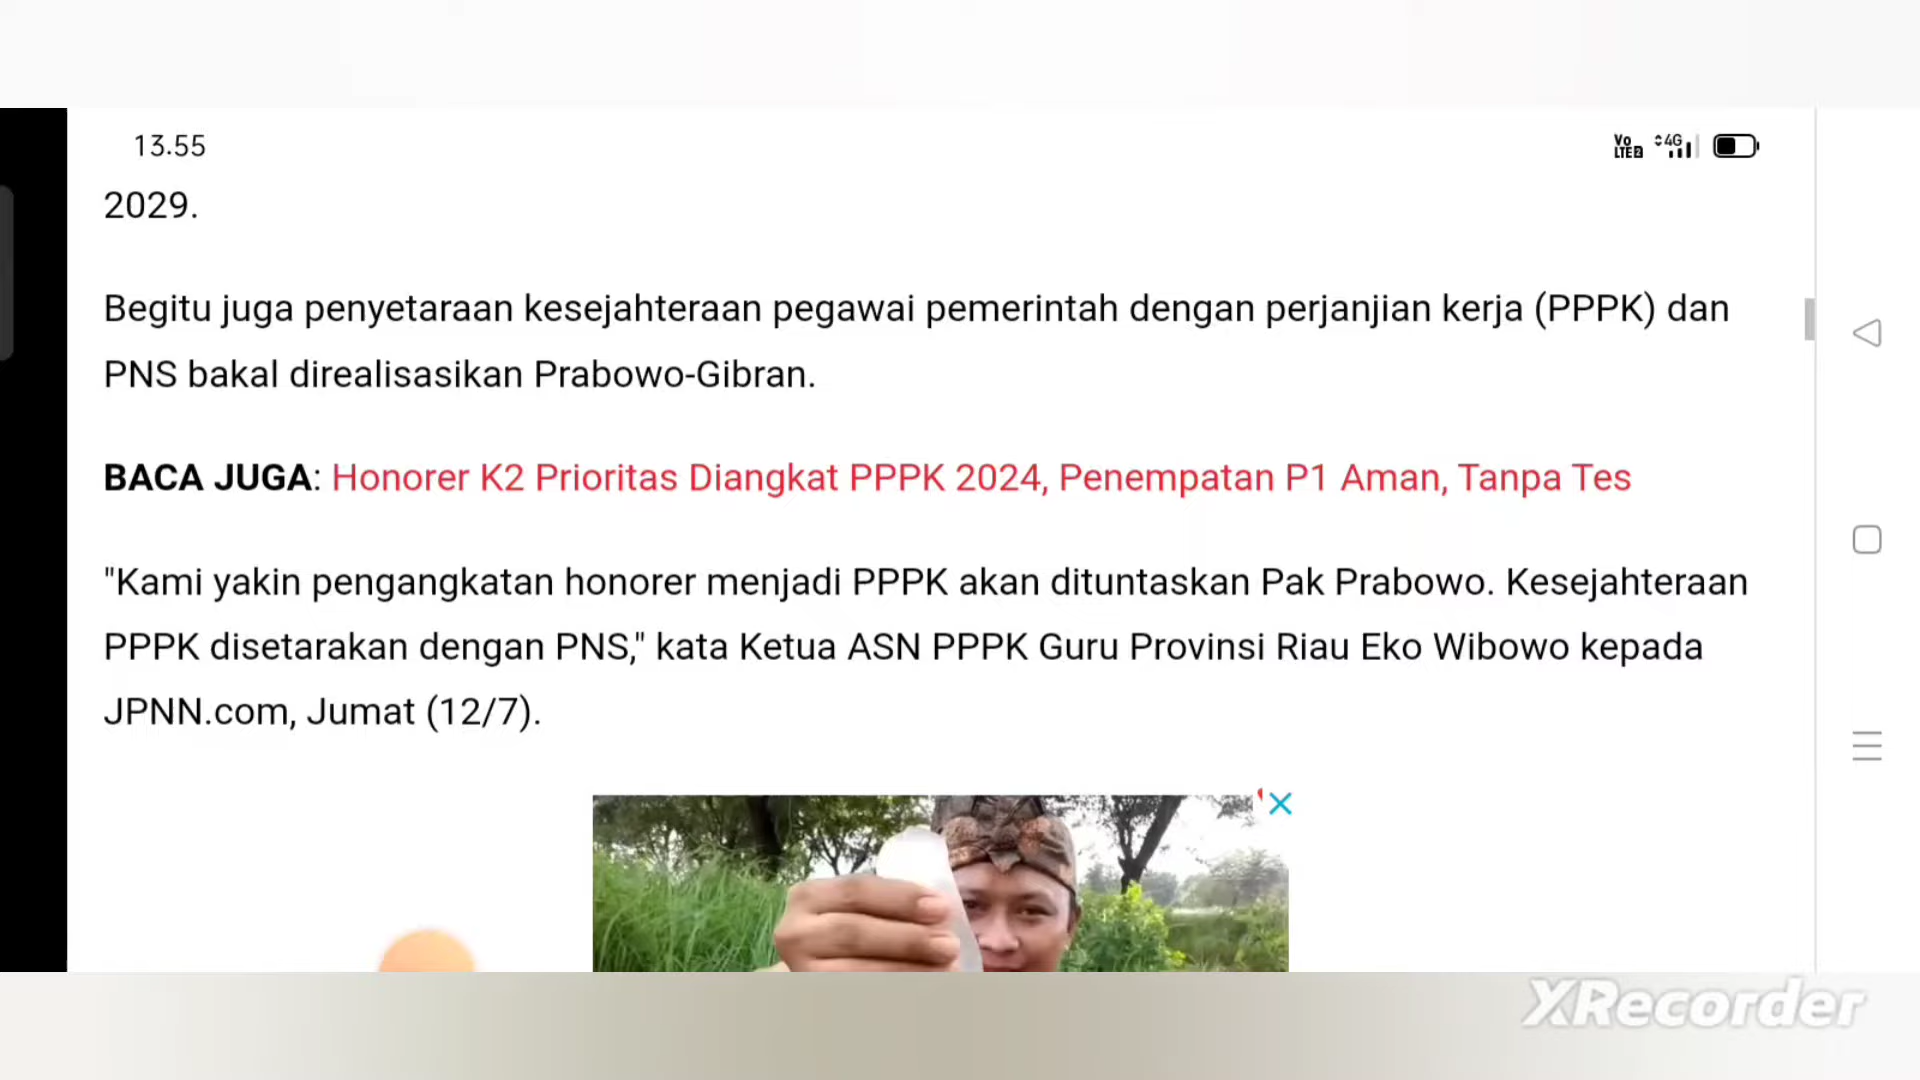 13.55
Vo
LTE2
4G
2029.
Begitu juga penyetaraan kesejahteraan pegawai pemerintah dengan perjanjian kerja (PPPK) dan
PNS bakal direalisasikan Prabowo-Gibran.
BACA JUGA: Honorer K2 Prioritas Diangkat PPPK 2024, Penempatan P1 Aman, Tanpa Tes
"Kami yakin pengangkatan honorer menjadi PPPK akan dituntaskan Pak Prabowo. Kesejahteraan
PPPK disetarakan dengan PNS," kata Ketua ASN PPPK Guru Provinsi Riau Eko Wibowo kepada
JPNN.com, Jumat (12/7).
XRecorder